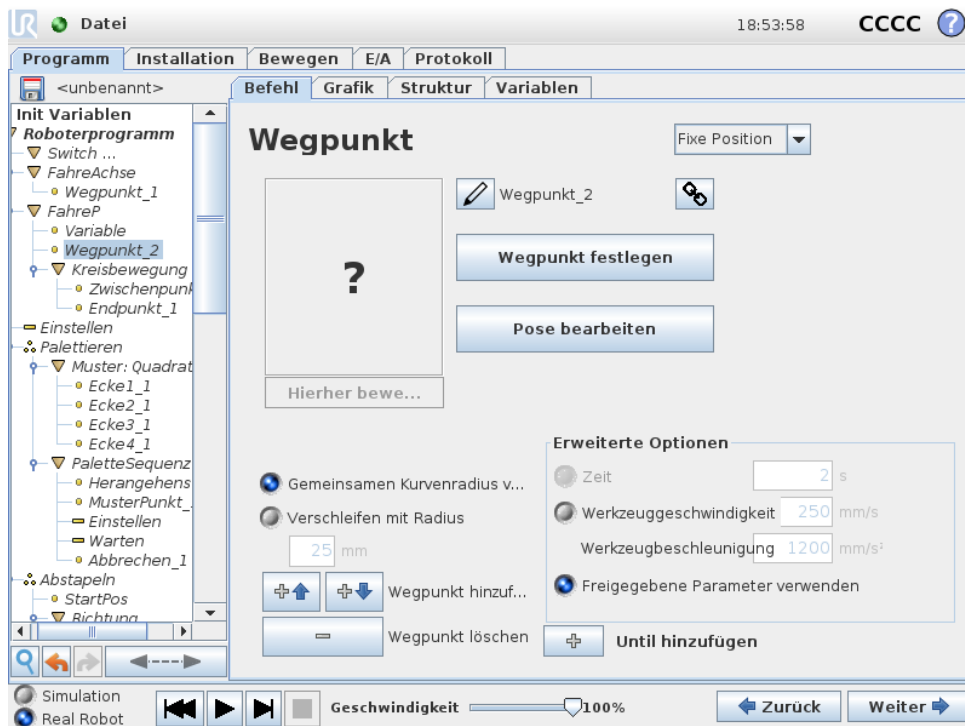 UR Datei 18:53:58 CCCC ?
Programm Installation Bewegen E/A Protokoll
<unbenannt> Befehl Grafik Struktur Variablen
Init Variablen
Roboterprogramm
Switch ...
FahreAchse
Wegpunkt_1
FahreP
Variable
Wegpunkt_2
Kreisbewegung
Zwischenpunk
Endpunkt_1
Einstellen
Palettieren
Muster: Quadrat
Ecke1_1
Ecke2_1
Ecke3_1
Ecke4_1
PaletteSequenz
Herangehens
MusterPunkt_
Einstellen
Warten
Abbrechen_1
Abstapeln
StartPos
Richtung
Wegpunkt Fixe Position
Wegpunkt_2
?
Wegpunkt festlegen
Pose bearbeiten
Hierher bewe...
Gemeinsamen Kurvenradius v...
Verschleifen mit Radius
25 mm
Wegpunkt hinzuf...
Wegpunkt löschen
Erweiterte Optionen
Zeit 2 s
Werkzeuggeschwindigkeit 250 mm/s
Werkzeugbeschleunigung 1200 mm/s²
Freigegebene Parameter verwenden
Until hinzufügen
Simulation
Real Robot
Geschwindigkeit 100% Zurück Weiter